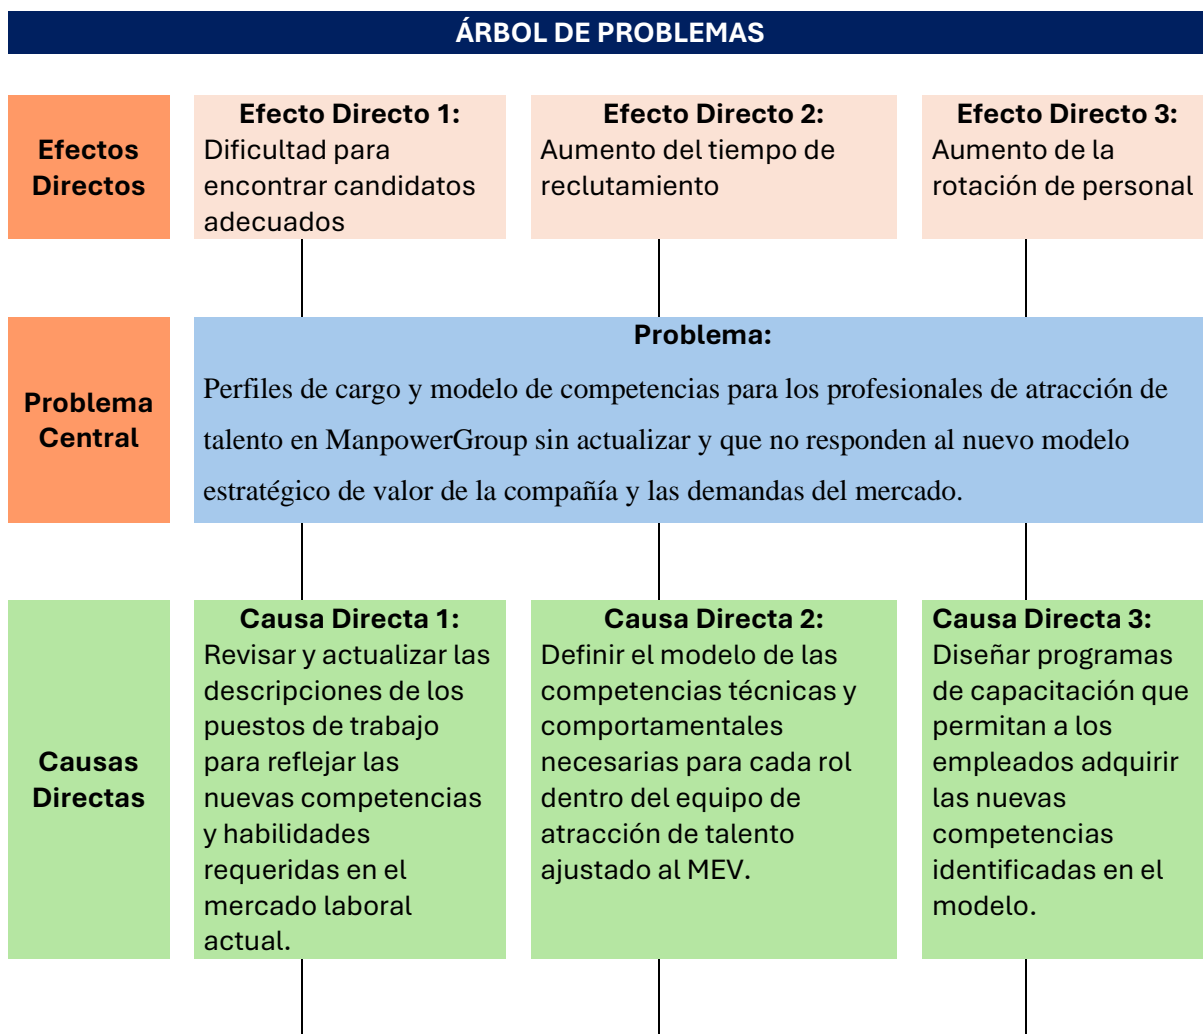 ÁRBOL DE PROBLEMAS
Efectos
Directos
Efecto Directo 1:
Dificultad para
encontrar candidatos
adecuados
Efecto Directo 2:
Aumento del tiempo de
reclutamiento
Efecto Directo 3:
Aumento de la
rotación de personal
Problema
Central
Problema:
Perfiles de cargo y modelo de competencias para los profesionales de atracción de
talento en ManpowerGroup sin actualizar y que no responden al nuevo modelo
estratégico de valor de la compañía y las demandas del mercado.
Causas
Directas
Causa Directa 1:
Revisar y actualizar las
descripciones de los
puestos de trabajo
para reflejar las
nuevas competencias
y habilidades
requeridas en el
mercado laboral
actual.
Causa Directa 2:
Definir el modelo de las
competencias técnicas y
comportamentales
necesarias para cada rol
dentro del equipo de
atracción de talento
ajustado al MEV.
Causa Directa 3:
Diseñar programas
de capacitación que
permitan a los
empleados adquirir
las nuevas
competencias
identificadas en el
modelo.